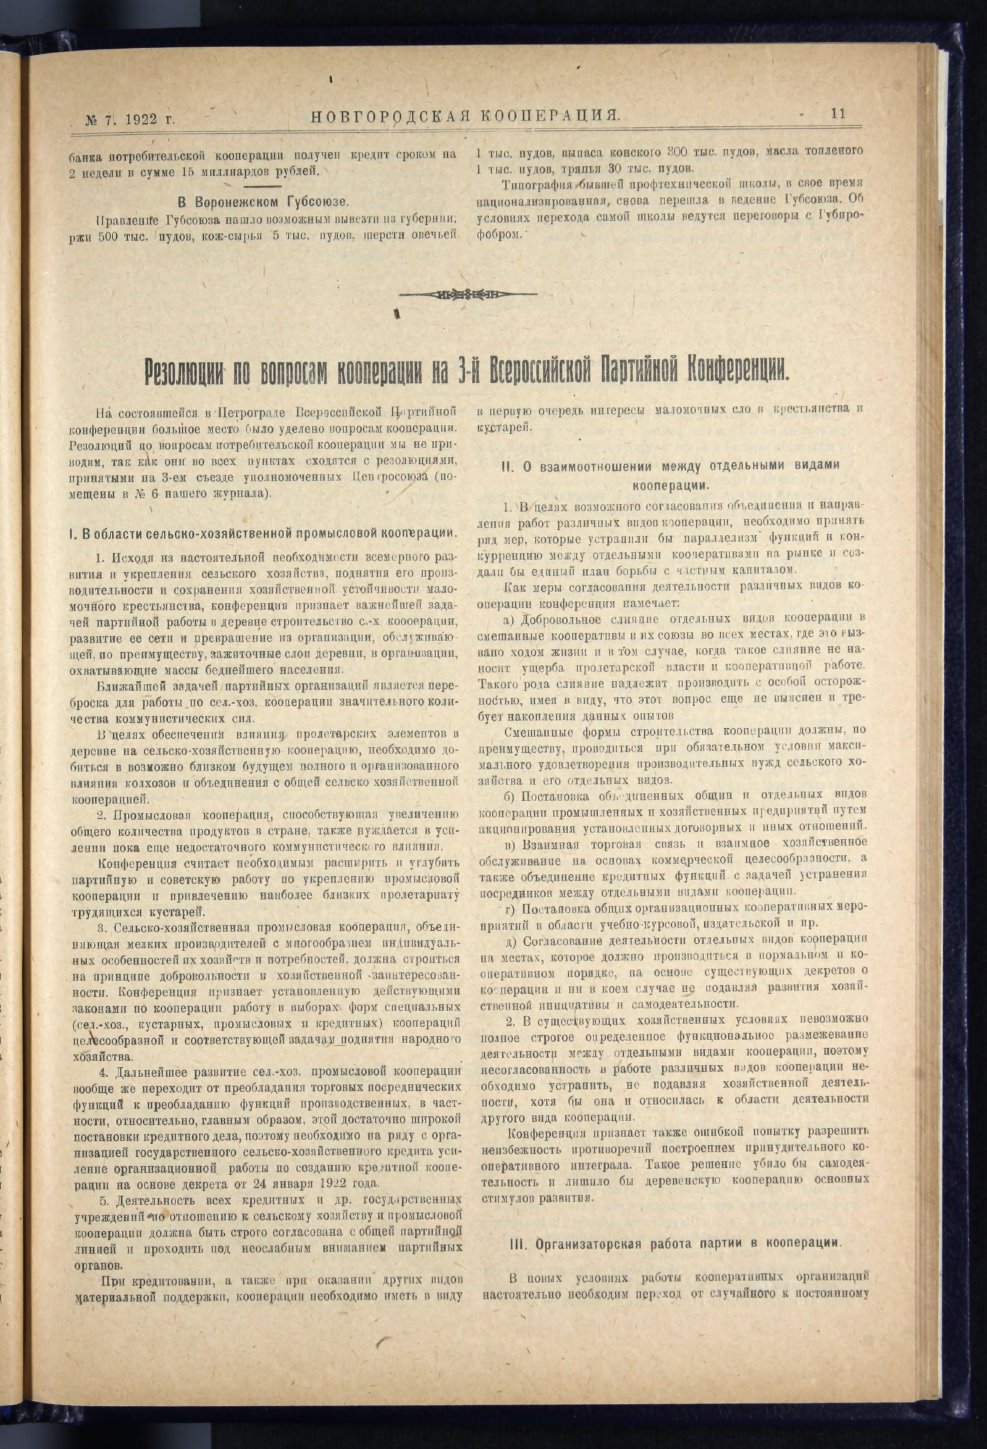 № 7. 1922 г.
НОВГОРОДСКАЯ КООПЕРАЦИЯ.
11
банка потребительской кооперации получен кредит сроком на
2 недели в сумме 15 миллиардов рублей.
В Воронежском Губсоюзе.
Правление Губсоюза нашло возможным вывезти из губернии:
ржи 500 тыс. пудов, кож-сырья 5 тыс. пудов, шерсти овечьей
1 тыс. пудов, выпаса конского 300 тыс. пудов, масла топленого
1 тыс. пудов, тряпья 30 тыс. пудов.
Типография бывшей профтехнической школы, в свое время
национализированная, снова перешла в ведение Губсоюза. Об
условиях перехода самой школы ведутся переговоры с Губпро-
фобром.
Резолюции по вопросам кооперации на 3-й Всероссийской Партийной Конференции.
На состоявшейся в Петрограде Всероссийской Партийной
конференции большое место было уделено вопросам кооперации.
Резолюций по вопросам потребительской кооперации мы не при-
водим, так как они во всех пунктах сходятся с резолюциями,
принятыми на 3-ем съезде уполномоченных Центросоюза (по-
мещены в № 6 нашего журнала).
I. В области сельско-хозяйственной промысловой кооперации.
1. Исходя из настоятельной необходимости всемерного раз-
вития и укрепления сельского хозяйства, поднятия его произ-
водительности и сохранения хозяйственной устойчивости мало-
мочного крестьянства, конференция признает важнейшей зада-
чей партийной работы в деревне строительство с.-х кооперации,
развитие ее сети и превращение из организации, обслуживаю-
щей, по преимуществу, зажиточные слои деревни, в организации,
охватывающие массы беднейшего населения.
Ближайшей задачей партийных организаций является пере-
броска для работы по сел.-хоз. кооперации значительного коли-
чества коммунистических сил.
В целях обеспечения влияния пролетарских элементов в
деревне на сельско-хозяйственную кооперацию, необходимо до-
биться в возможно близком будущем полного и организованного
влияния колхозов и объединения с общей сельско хозяйственной
кооперацией.
2. Промысловая кооперация, способствующая увеличению
общего количества продуктов в стране, также нуждается в уси-
лении пока еще недостаточного коммунистического влияния.
Конференция считает необходимым расширить и углубить
партийную и советскую работу по укреплению промысловой
кооперации и привлечению наиболее близких пролетариату
трудящихся кустарей.
3. Сельско-хозяйственная промысловая кооперация, объеди-
няющая мелких производителей с многообразием индивидуаль-
ных особенностей их хозяйств и потребностей, должна строиться
на принципе добровольности и хозяйственной заинтересован-
ности. Конференция признает установленную действующими
законами по кооперации работу в выборах форм специальных
(сел.-хоз., кустарных, промысловых и кредитных) коопераций
целесообразной и соответствующей задачам поднятия народного
хозяйства.
4. Дальнейшее развитие сел.-хоз. промысловой кооперации
вообще же переходит от преобладания торговых посреднических
функций к преобладанию функций производственных, в част-
ности, относительно, главным образом, этой достаточно широкой
постановки кредитного дела, поэтому необходимо на ряду с орга-
низацией государственного сельско-хозяйственного кредита уси-
ление организационной работы по созданию кредитной коопе-
рации на основе декрета от 24 января 1922 года.
5. Деятельность всех кредитных и др. государственных
учреждений по отношению к сельскому хозяйству и промысловой
кооперации должна быть строго согласована с общей партийной
линией и проходить под неослабным вниманием партийных
органов.
При кредитовании, а также при оказании других видов
материальной поддержки, кооперации необходимо иметь в виду
в первую очередь интересы маломочных слоев крестьянства и
кустарей.
II. О взаимоотношении между отдельными видами
кооперации.
1. В целях возможного согласования объединения и направ-
ления работ различных видов кооперации, необходимо принять
ряд мер, которые устранили бы параллелизм функций и кон-
куренцию между отдельными кооперативами на рынке и соз-
дали бы единый план борьбы с частным капиталом.
Как меры согласования деятельности различных видов ко-
операции конференция намечает:
а) Добровольное слияние отдельных видов кооперации в
смешанные кооперативы и их союзы во всех местах, где это выз-
вано ходом жизни и в том случае, когда такое слияние не на-
носит ущерба пролетарской власти и кооперативной работе.
Такого рода слияние надлежит производить с особой осторож-
ностью, имея в виду, что этот вопрос еще не выяснен и тре-
бует накопления данных опытов
Смешанные формы строительства кооперации должны, по
преимуществу, проводиться при обязательном условии макси-
мального удовлетворения производительных нужд сельского хо-
зяйства и его отдельных видов.
б) Постановка объединенных общин и отдельных видов
кооперации промышленных и хозяйственных предприятий путем
акционирования установленных договорных и иных отношений.
в) Взаимная торговая связь и взаимное хозяйственное
обслуживание на основах коммерческой целесообразности, а
также объединение кредитных функций с задачей устранения
посредников между отдельными видами кооперации.
г) Постановка общих организационных кооперативных меро-
приятий в области учебно-курсовой, издательской и пр.
д) Согласование деятельности отдельных видов кооперации
на местах, которое должно производиться в нормальном и ко-
оперативном порядке, на основе существующих декретов о
кооперации и ни в коем случае не подавляя развития хозяй-
ственной инициативы и самодеятельности.
2. В существующих хозяйственных условиях невозможно
полное строгое определенное функциональное размежевание
деятельности между отдельными видами кооперации, поэтому
несогласованность в работе различных видов кооперации не-
обходимо устранить, не подавляя хозяйственной деятель-
ности, хотя бы она и относилась к области деятельности
другого вида кооперации.
Конференция признает также ошибкой попытку разрешить
неизбежность противоречий построением принудительного ко-
оперативного интеграла. Такое решение убило бы самодея-
тельность и лишило бы деревенскую кооперацию основных
стимулов развития.
III. Организаторская работа партии в кооперации.
В новых условиях работы кооперативных организаций
настоятельно необходим переход от случайного к постоянному